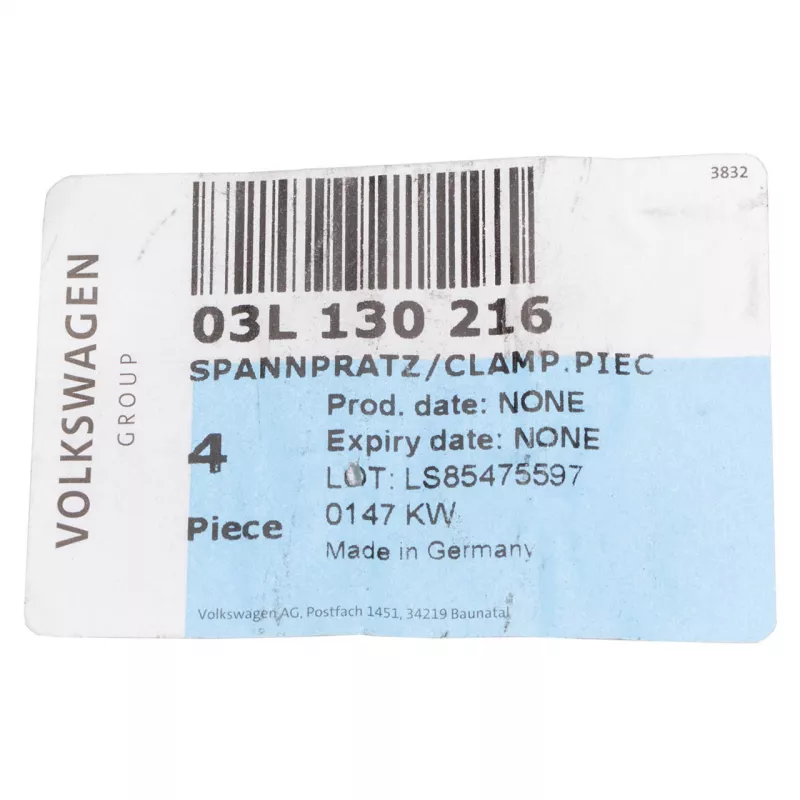 3832
VOLKSWAGEN
GROUP
03L 130 216
SPANNPRATZ/CLAMP.PIEC
4
Piece
Prod. date: NONE
Expiry date: NONE
LOT: LS85475597
0147 KW
Made in Germany
Volkswagen AG, Postfach 1451, 34219 Baunatal